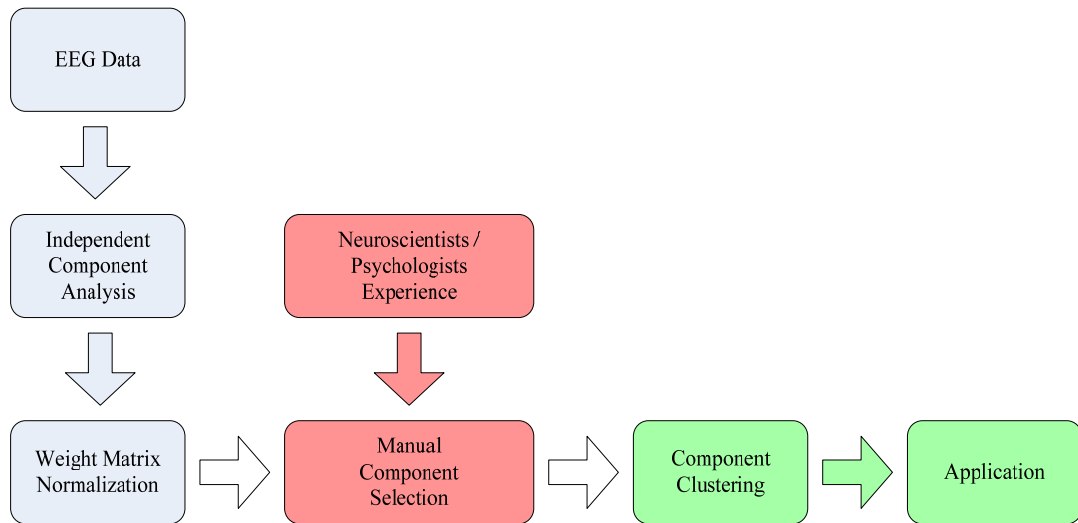 EEG Data
Independent
Component
Analysis
Neuroscientists /
Psychologists
Experience
Weight Matrix
Normalization
Manual
Component
Selection
Component
Clustering
Application